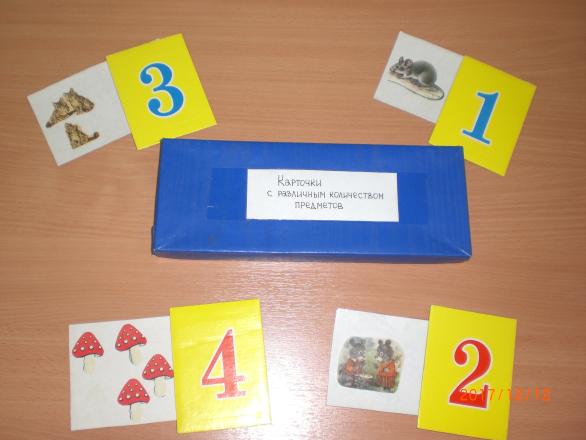 3
1
Карточки
с различным количеством
предметов
4
2
2017/12/12